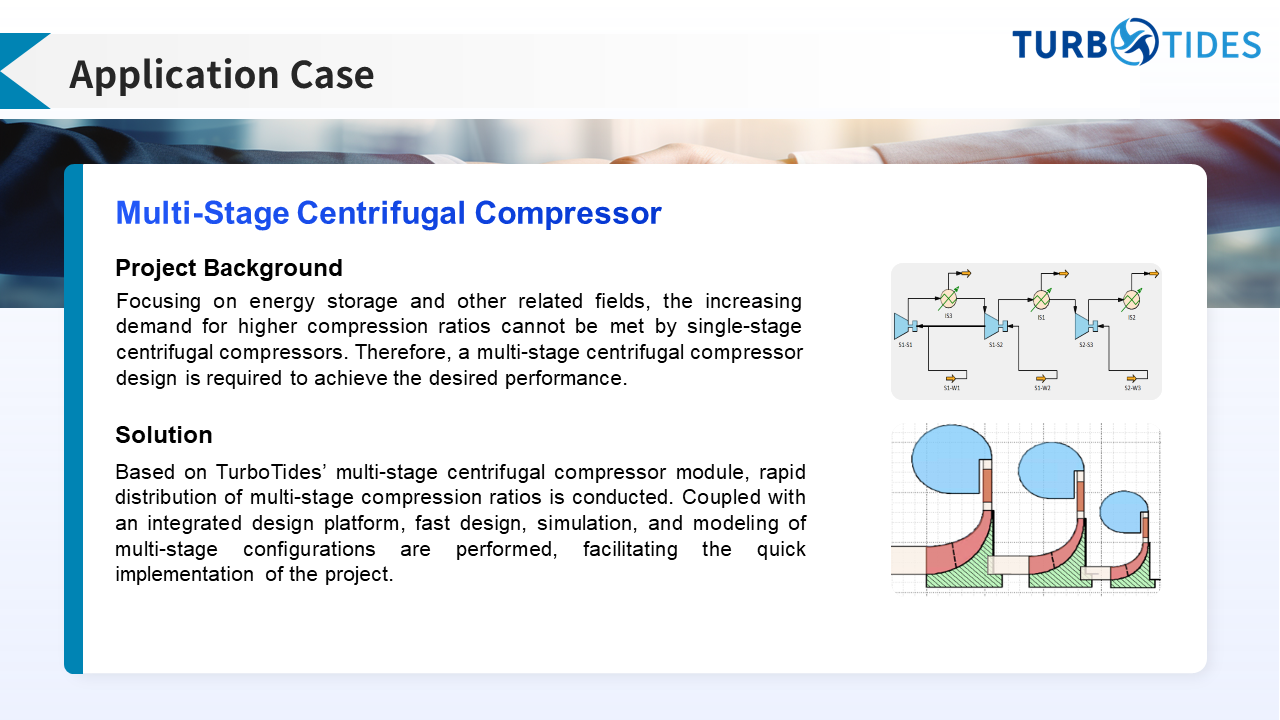 TURBOTIDES
Application Case
Multi-Stage Centrifugal Compressor
Project Background
Focusing on energy storage and other related fields, the increasing
demand for higher compression ratios cannot be met by single-stage
centrifugal compressors. Therefore, a multi-stage centrifugal compressor
design is required to achieve the desired performance.
Solution
Based on TurboTides’ multi-stage centrifugal compressor module, rapid
distribution of multi-stage compression ratios is conducted. Coupled with
an integrated design platform, fast design, simulation, and modeling of
multi-stage configurations are performed, facilitating the quick
implementation of the project.
IS3 IS1 IS2
S1-S1 S1-S2 S2-S3
S1-W1 S1-W2 S2-W3